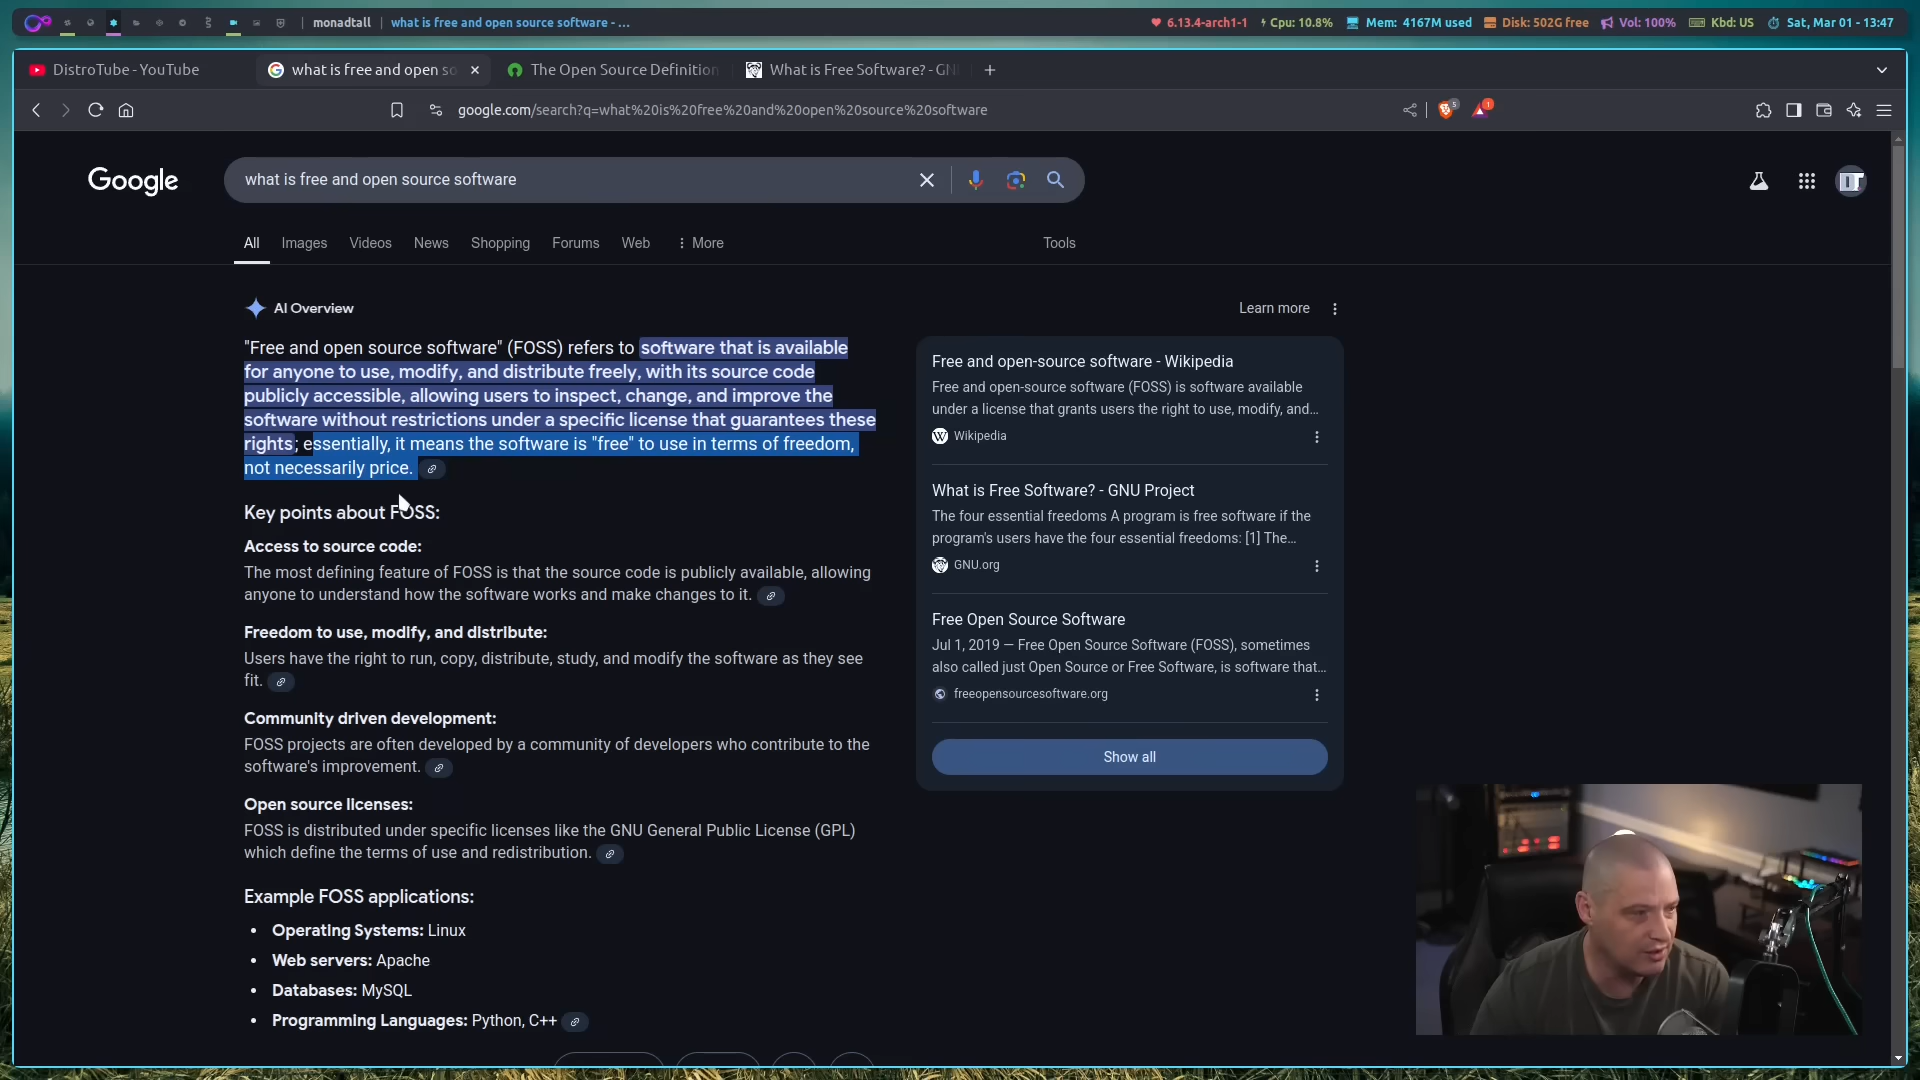 monadtall
what is free and open source software - ...
6.13.4-arch1-1
Cpu: 10.8%
Mem: 4167M used
Disk: 502G free
Vol: 100%
Kbd: US
Sat, Mar 01 - 13:47
DistroTube - YouTube
what is free and open so
The Open Source Definition
What is Free Software? - GN
google.com/search?q=what%20is%20free%20and%20open%20source%20software
5
1
Google
what is free and open source software
DT
All
Images
Videos
News
Shopping
Forums
Web
More
Tools
AI Overview
Learn more
"Free and open source software" (FOSS) refers to software that is available
for anyone to use, modify, and distribute freely, with its source code
publicly accessible, allowing users to inspect, change, and improve the
software without restrictions under a specific license that guarantees these
rights; essentially, it means the software is "free" to use in terms of freedom,
not necessarily price.
Key points about FOSS:
Access to source code:
The most defining feature of FOSS is that the source code is publicly available, allowing
anyone to understand how the software works and make changes to it.
Freedom to use, modify, and distribute:
Users have the right to run, copy, distribute, study, and modify the software as they see
fit.
Community driven development:
FOSS projects are often developed by a community of developers who contribute to the
software's improvement.
Open source licenses:
FOSS is distributed under specific licenses like the GNU General Public License (GPL)
which define the terms of use and redistribution.
Example FOSS applications:
Operating Systems: Linux
Web servers: Apache
Databases: MySQL
Programming Languages: Python, C++
Free and open-source software - Wikipedia
Free and open-source software (FOSS) is software available
under a license that grants users the right to use, modify, and...
W Wikipedia
What is Free Software? - GNU Project
The four essential freedoms A program is free software if the
program's users have the four essential freedoms: [1] The...
GNU.org
Free Open Source Software
Jul 1, 2019 — Free Open Source Software (FOSS), sometimes
also called just Open Source or Free Software, is software that...
freeopensourcesoftware.org
Show all